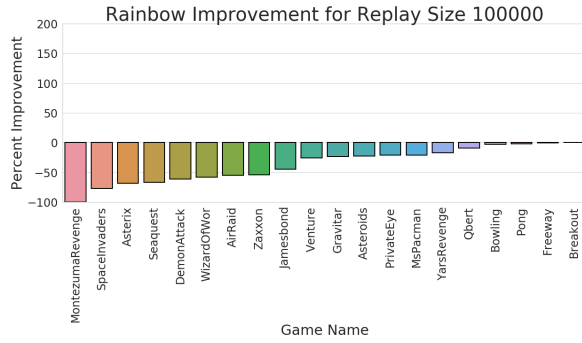 Rainbow Improvement for Replay Size 100000
Percent Improvement
200
150
100
50
0
−50
−100
MontezumaRevenge
SpaceInvaders
Asterix
Seaquest
DemonAttack
WizardOfWor
AirRaid
Zaxxon
Jamesbond
Venture
Gravitar
Asteroids
PrivateEye
MsPacman
YarsRevenge
Qbert
Bowling
Pong
Freeway
Breakout
Game Name